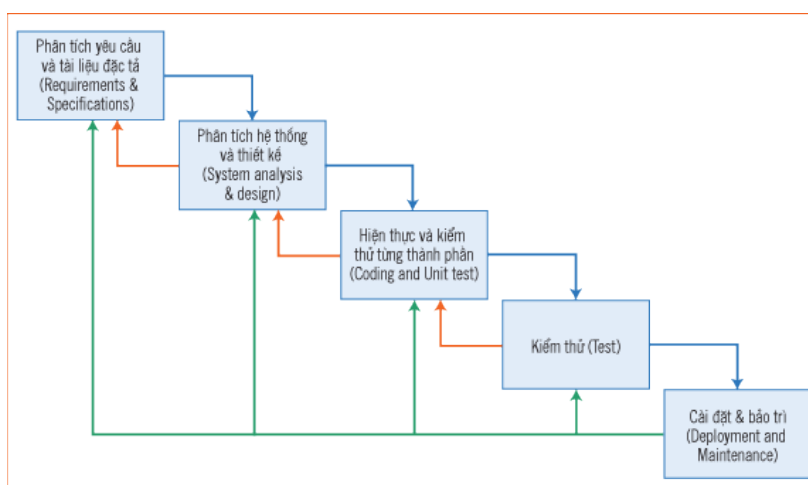 Phân tích yêu cầu
và tài liệu đặc tả
(Requirements &
Specifications)
Phân tích hệ thống
và thiết kế
(System analysis
& design)
Hiện thực và kiểm
thử từng thành phần
(Coding and Unit test)
Kiểm thử (Test)
Cài đặt & bảo trì
(Deployment and
Maintenance)